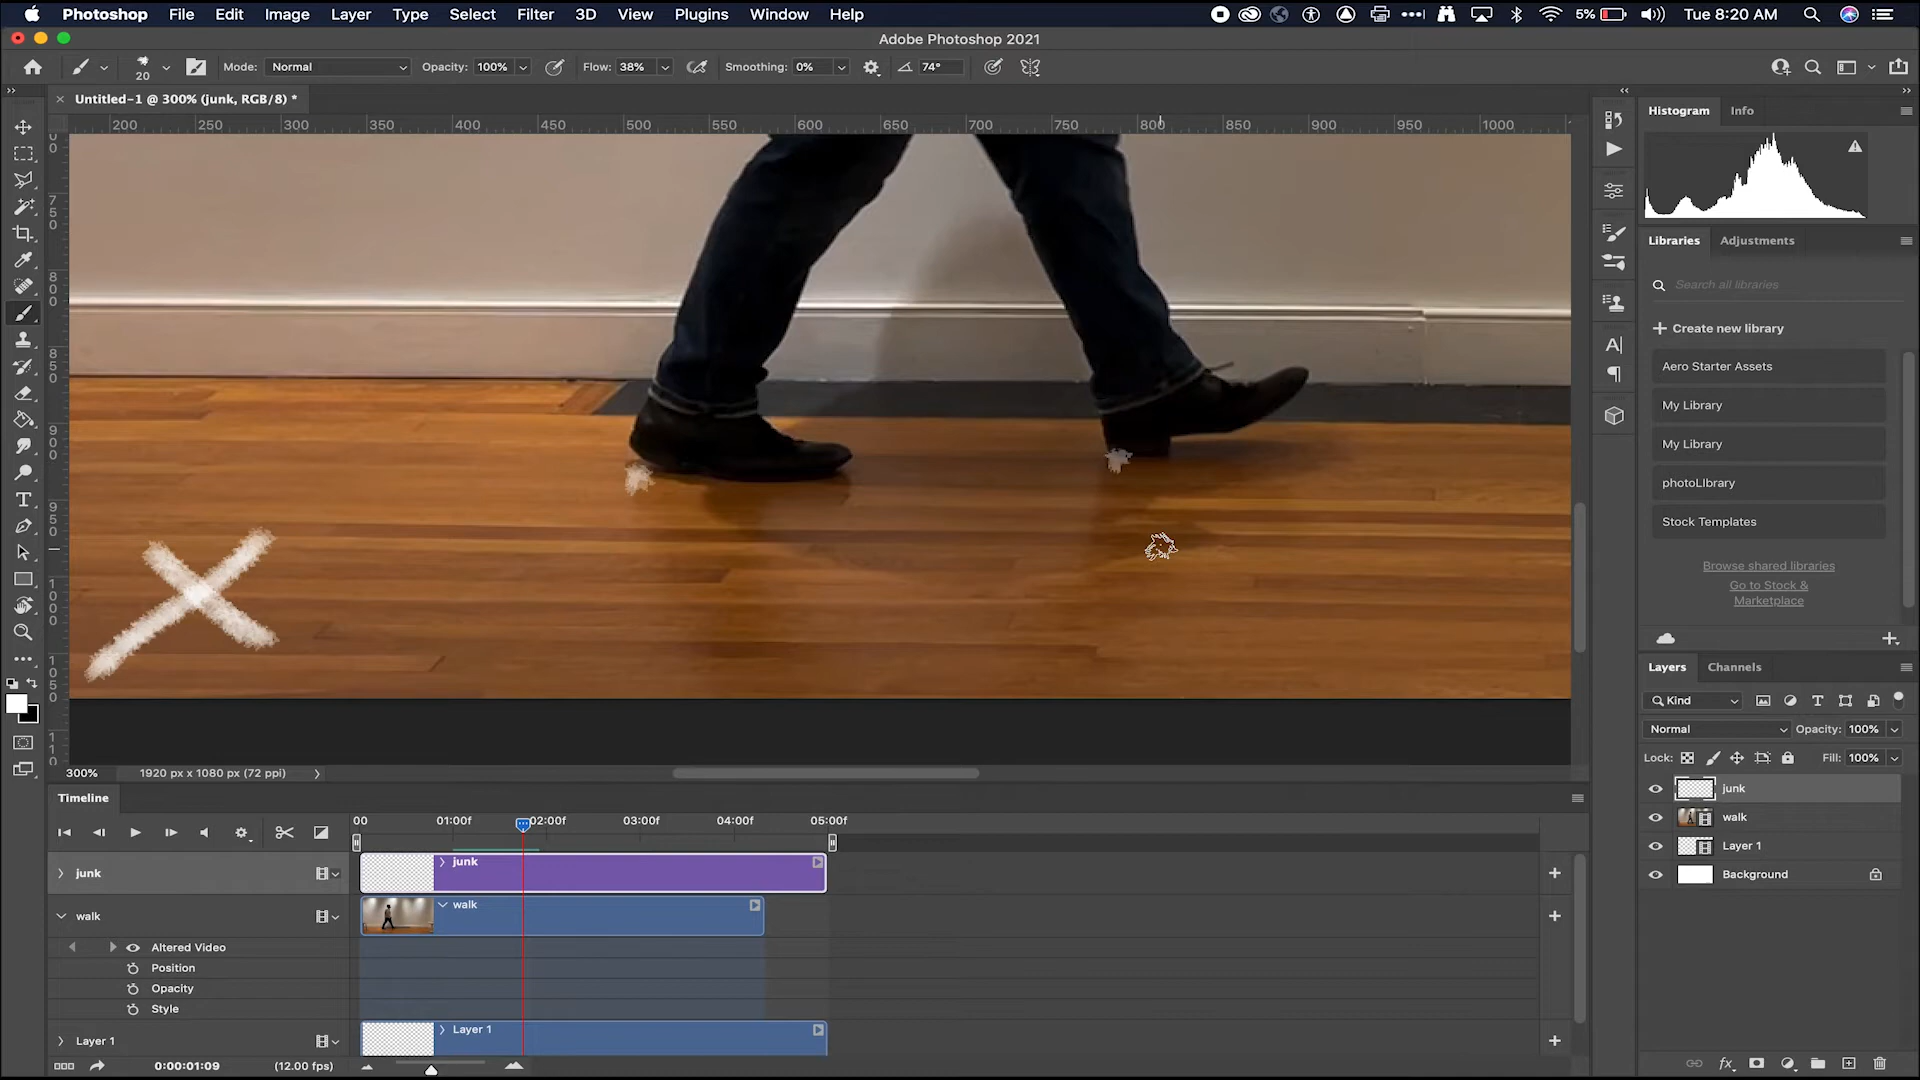 Photoshop File Edit Image Layer Type Select Filter 3D View Plugins Window Help 5% Tue 8:20 AM
Adobe Photoshop 2021
20 Mode: Normal Opacity: 100% Flow: 38% Smoothing: 0% 74°
Untitled-1 @ 300% (junk, RGB/8) *
200 250 300 350 400 450 500 550 600 650 700 750 800 850 900 950 1000
Histogram Info
Libraries Adjustments
Search all libraries
Create new library
Aero Starter Assets
My Library
My Library
photoLIbrary
Stock Templates
Browse shared libraries
Go to Stock &
Marketplace
Layers Channels
Kind
Normal Opacity: 100%
Lock: Fill: 100%
junk
walk
Layer 1
Background
300% 1920 px x 1080 px (72 ppi)
Timeline
00 01:00f 02:00f 03:00f 04:00f 05:00f
junk junk
walk walk
Altered Video
Position
Opacity
Style
Layer 1 Layer 1
0:00:01:09 (12.00 fps)